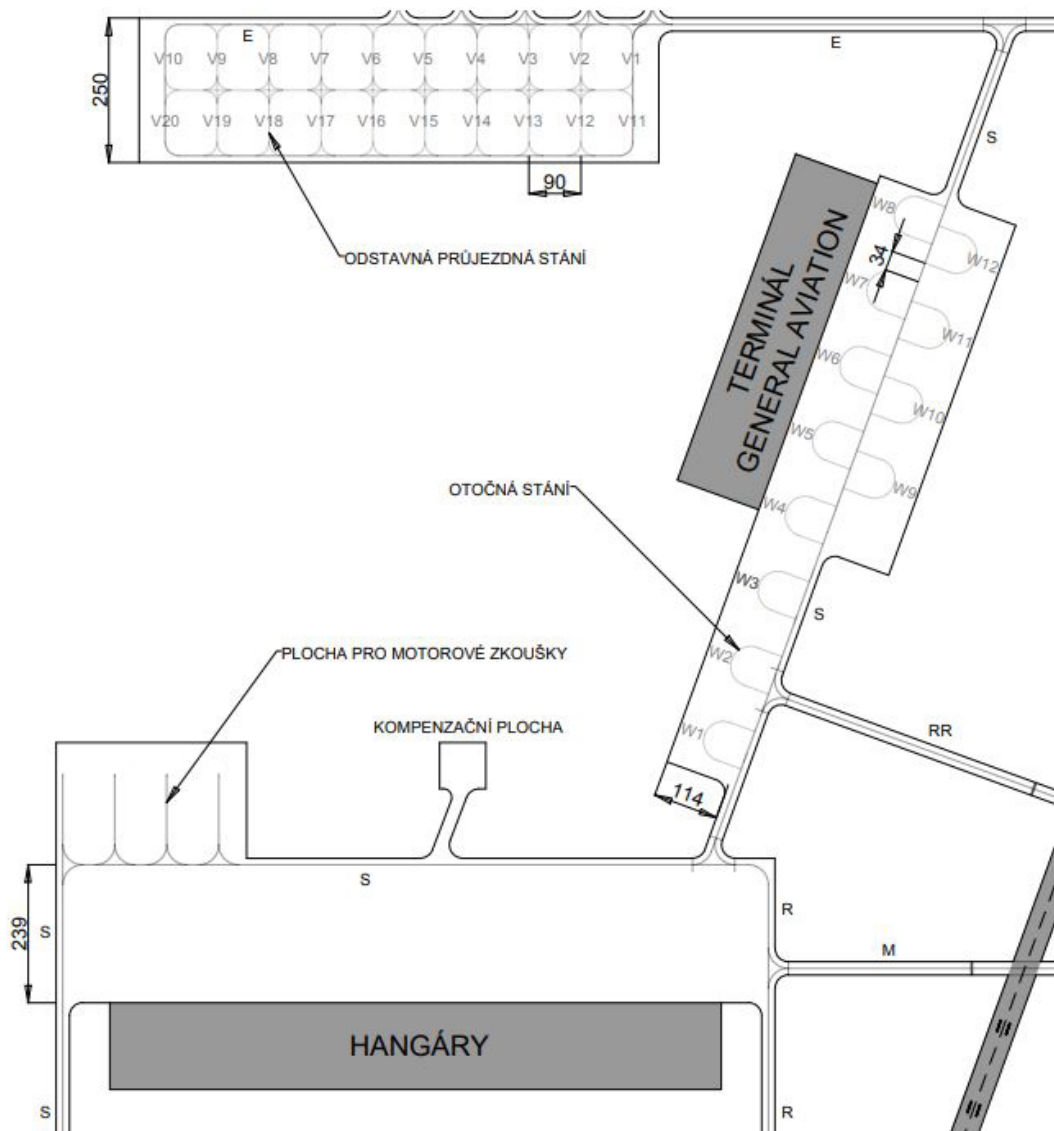 E
E
V10 V9 V8 V7 V6 V5 V4 V3 V2 V1
250
V20 V19 V18 V17 V16 V15 V14 V13 V12 V11
90
S
ODSTAVNÁ PRŮJEZDNÁ STÁNÍ
W8
34
W12
W7
TERMINÁL
GENERAL AVIATION
W11
W6
W10
W5
W9
OTOČNÁ STÁNÍ
W4
W3
S
W2
PLOCHA PRO MOTOROVÉ ZKOUŠKY
KOMPENZAČNÍ PLOCHA
W1
RR
114
S
S
239
R
M
HANGÁRY
S
R